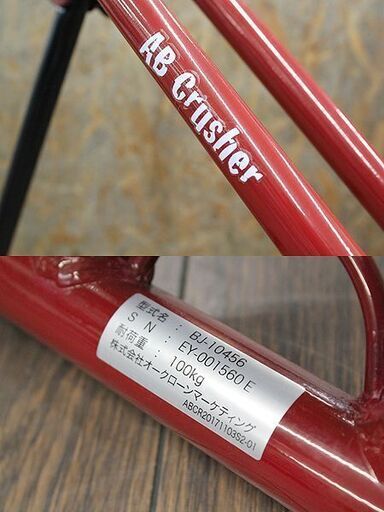 AB Crusher
型式名 : BJ-10456
S N : EY-001560 E
耐荷重 : 100kg
株式会社オークローンマーケティング
ABCR20171103S2-01